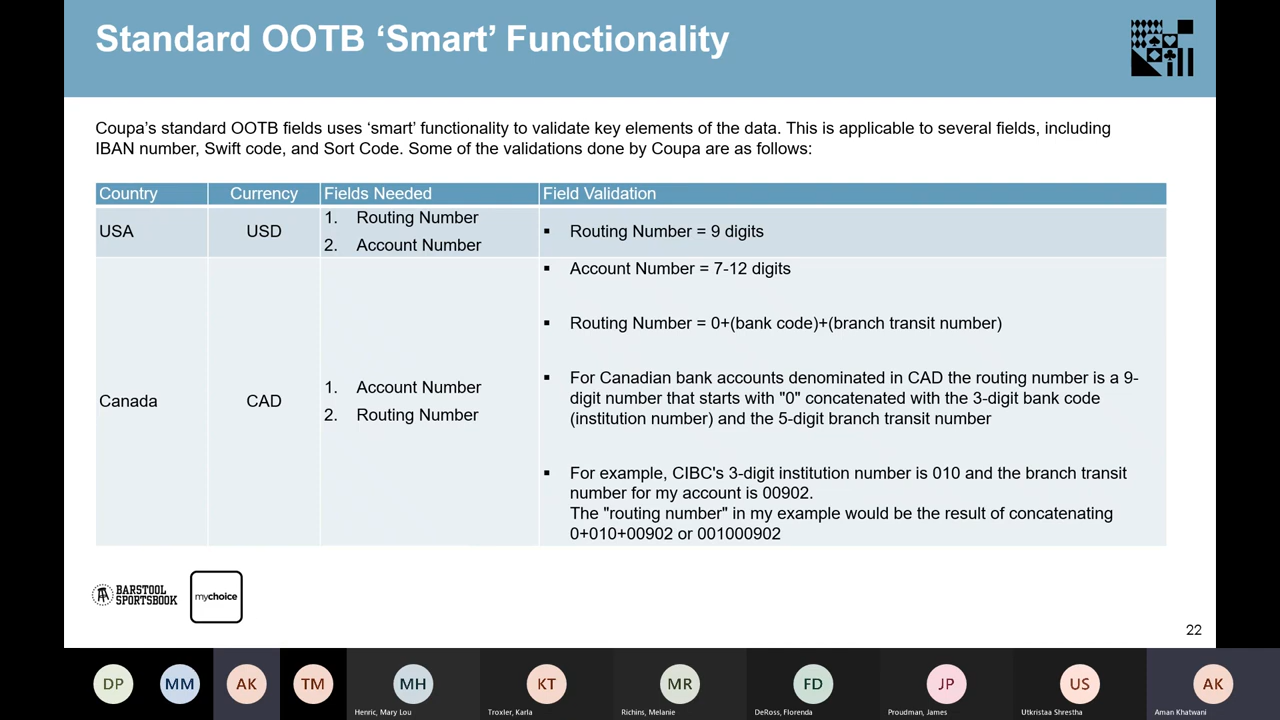 Standard OOTB ‘Smart’ Functionality
Coupa’s standard OOTB fields uses ‘smart’ functionality to validate key elements of the data. This is applicable to several fields, including
IBAN number, Swift code, and Sort Code. Some of the validations done by Coupa are as follows:
Country Currency Fields Needed Field Validation
USA USD
1. Routing Number
2. Account Number
▪ Routing Number = 9 digits
Canada CAD
1. Account Number
2. Routing Number
▪ Account Number = 7-12 digits
▪ Routing Number = 0+(bank code)+(branch transit number)
▪ For Canadian bank accounts denominated in CAD the routing number is a 9-
digit number that starts with "0" concatenated with the 3-digit bank code
(institution number) and the 5-digit branch transit number
▪ For example, CIBC's 3-digit institution number is 010 and the branch transit
number for my account is 00902.
The "routing number" in my example would be the result of concatenating
0+010+00902 or 001000902
BARSTOOL
SPORTSBOOK
mychoice
22
DP MM AK TM MH KT MR FD JP US AK
Henric, Mary Lou Troxler, Karla Richins, Melanie DeRoss, Florenda Proudman, James Utkristaa Shrestha Aman Khatwani